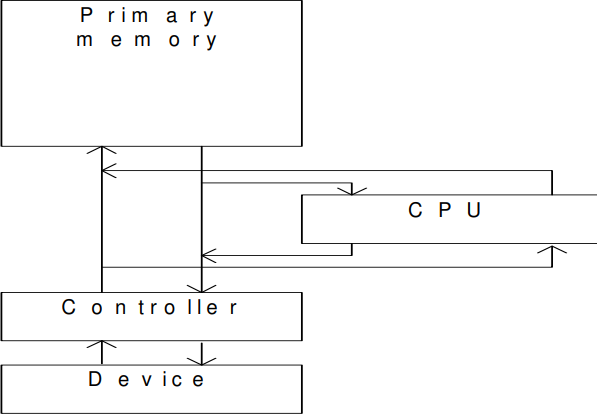 Primary
memory
CPU
Controller
Device